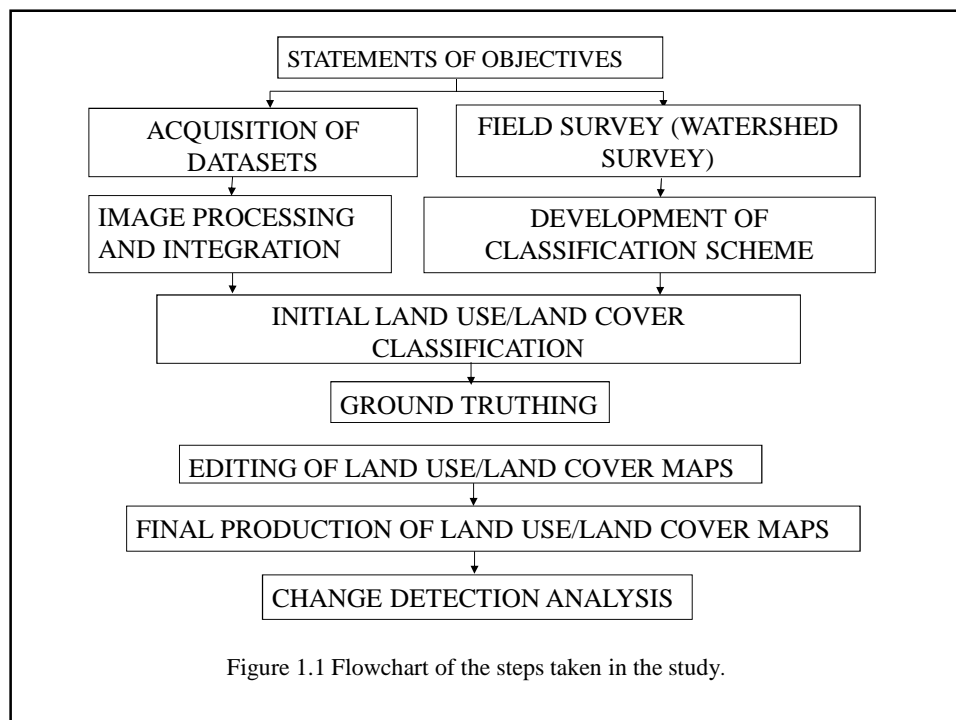 STATEMENTS OF OBJECTIVES
ACQUISITION OF
DATASETS
FIELD SURVEY (WATERSHED
SURVEY)
IMAGE PROCESSING
AND INTEGRATION
DEVELOPMENT OF
CLASSIFICATION SCHEME
INITIAL LAND USE/LAND COVER
CLASSIFICATION
GROUND TRUTHING
EDITING OF LAND USE/LAND COVER MAPS
FINAL PRODUCTION OF LAND USE/LAND COVER MAPS
CHANGE DETECTION ANALYSIS
Figure 1.1 Flowchart of the steps taken in the study.